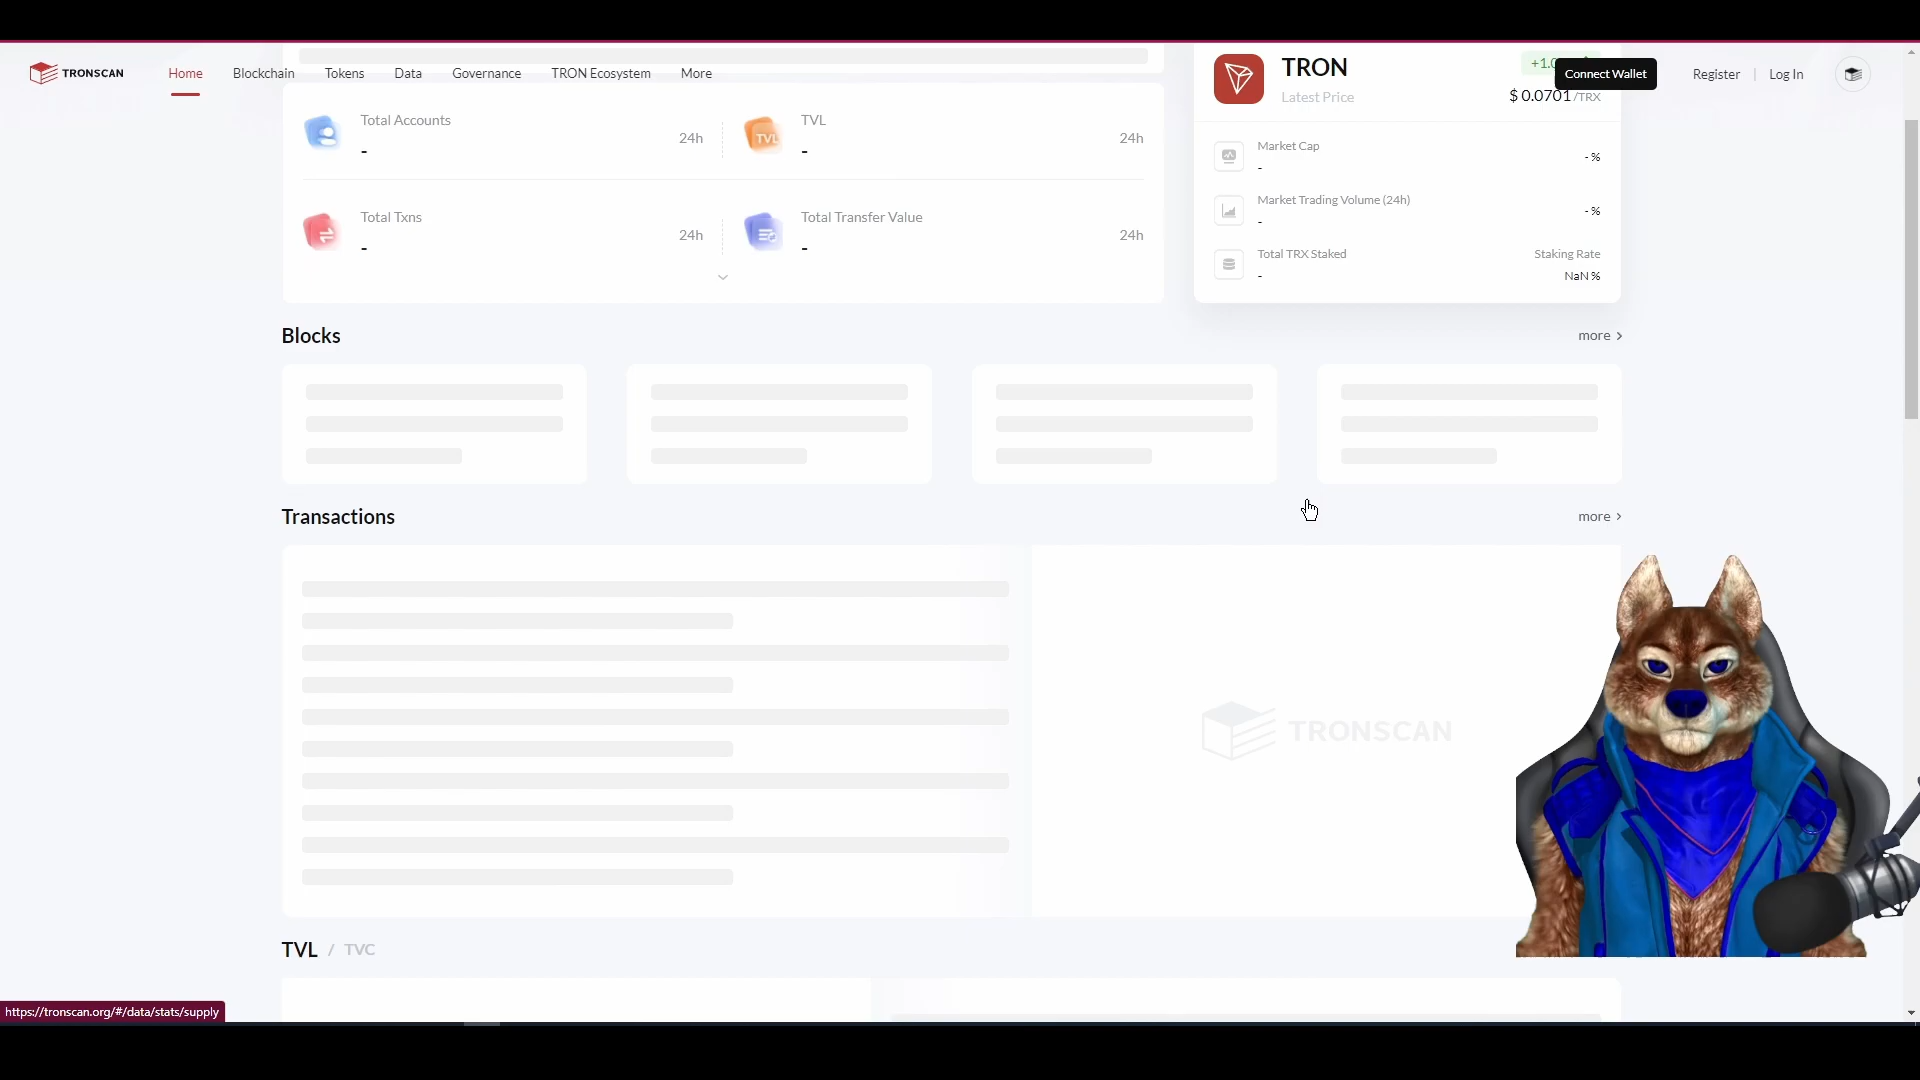 TRONSCAN
Home
Blockchain
Tokens
Data
Governance
TRON Ecosystem
More
Connect Wallet
Register
Log In
TRON
Latest Price
$ 0.0701 /TRX
Total Accounts
-
24h
TVL
-
24h
Total Txns
-
24h
Total Transfer Value
-
24h
Market Cap
-
- %
Market Trading Volume (24h)
-
- %
Total TRX Staked
-
Staking Rate
NaN %
Blocks
more >
Transactions
more >
TRONSCAN
TVL / TVC
https://tronscan.org/#/data/stats/supply